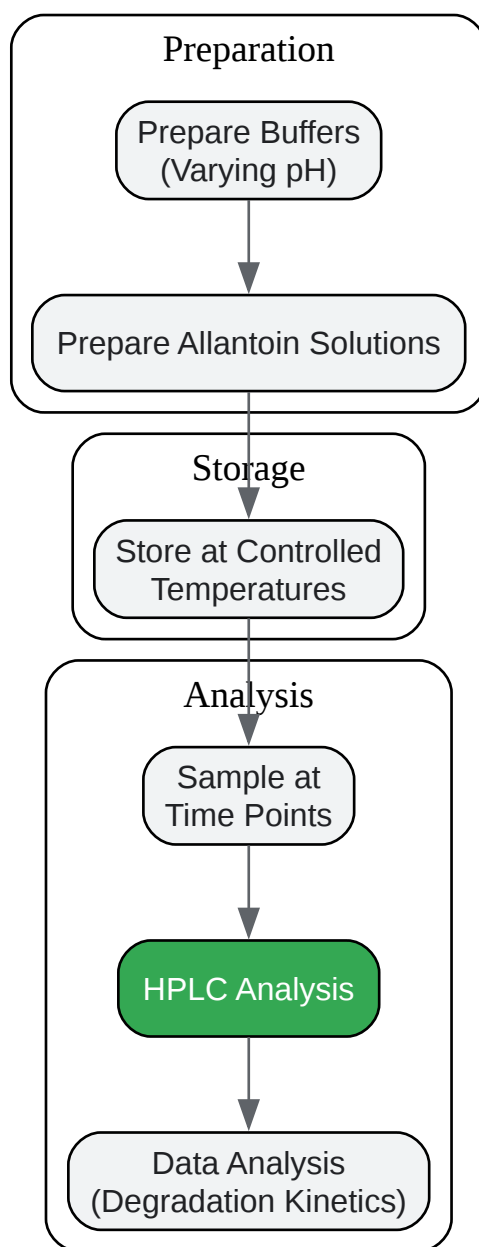 Preparation
Prepare Buffers
(Varying pH)
Prepare Allantoin Solutions
Storage
Store at Controlled
Temperatures
Analysis
Sample at
Time Points
HPLC Analysis
Data Analysis
(Degradation Kinetics)